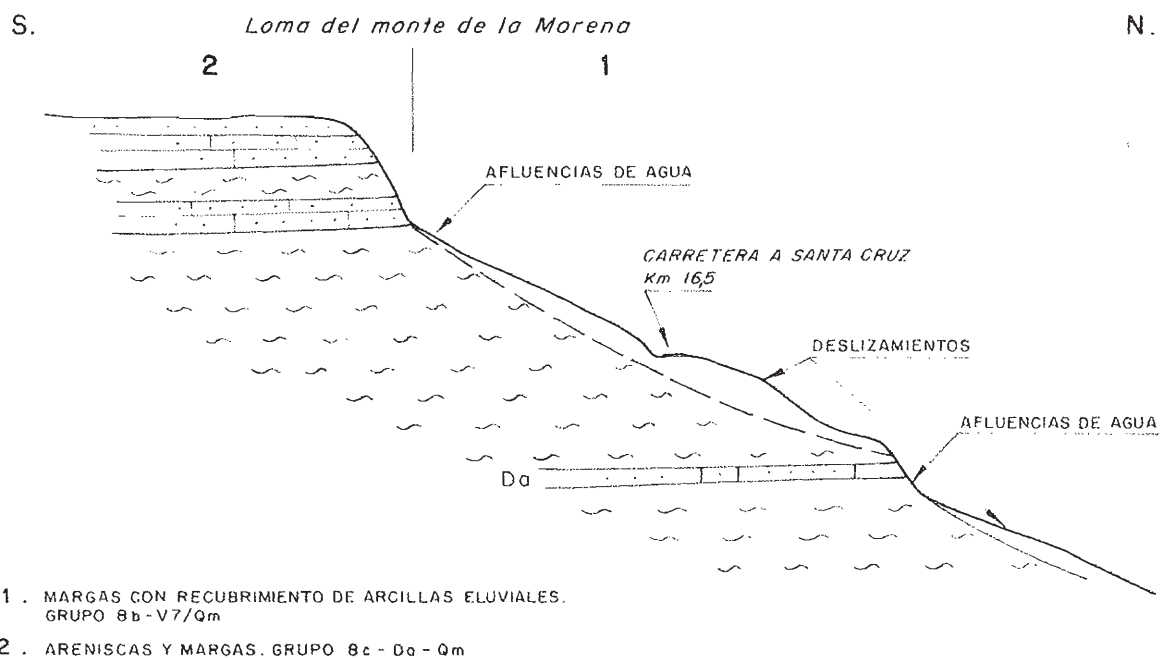 S.
Loma del monte de la Morena
N.
2
1
AFLUENCIAS DE AGUA
CARRETERA A SANTA CRUZ
Km 16,5
DESLIZAMIENTOS
AFLUENCIAS DE AGUA
Da
1 . MARGAS CON RECUBRIMIENTO DE ARCILLAS ELUVIALES.
GRUPO 8b-V7/Qm
2 . ARENISCAS Y MARGAS. GRUPO 8c - Da - Qm